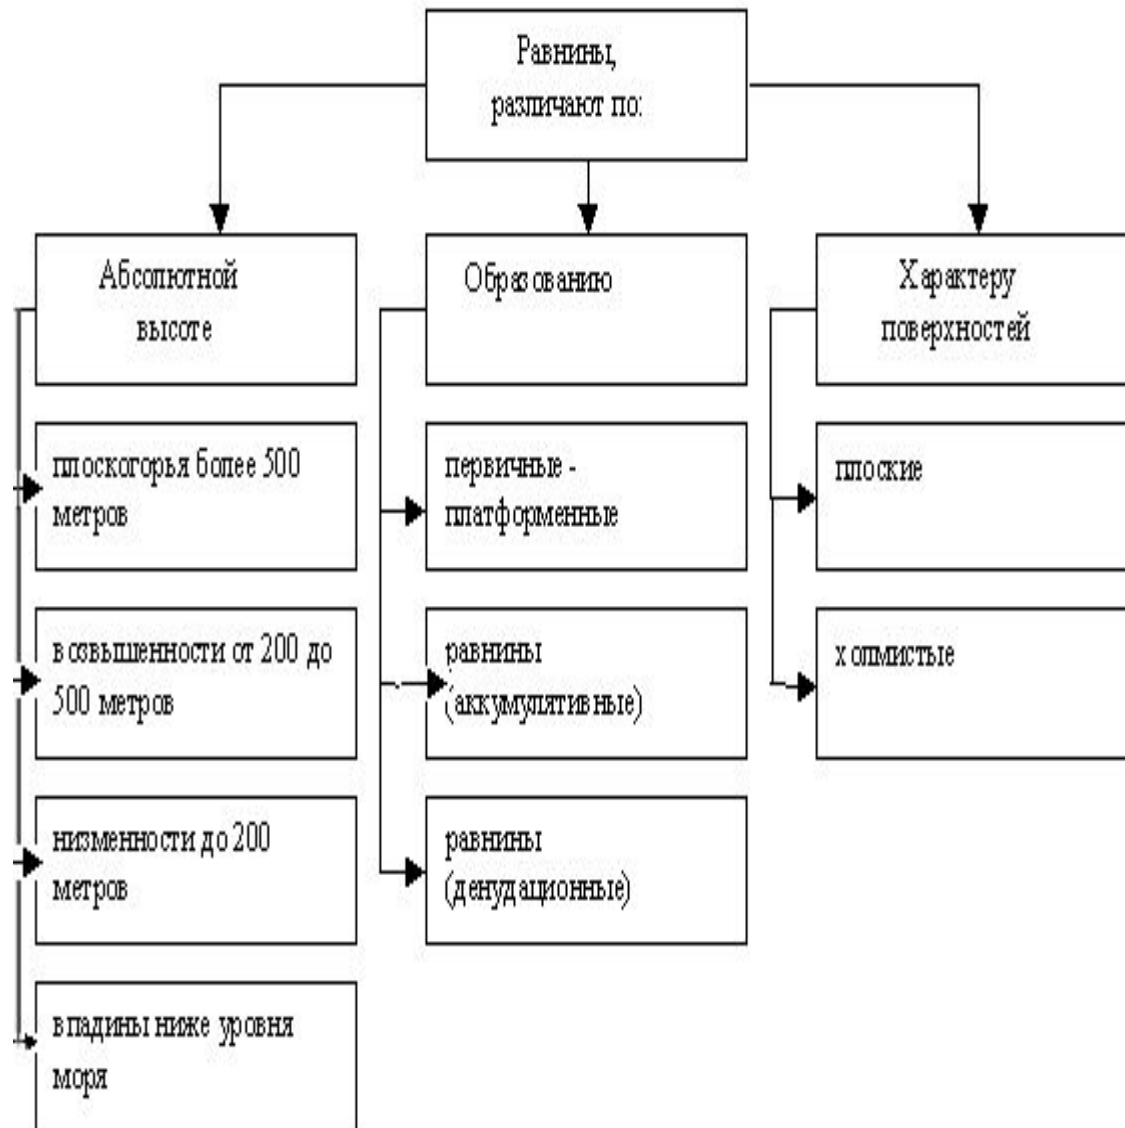 Равнины,
различают по:
Абсолютной
высоте
плоскогорья более 500
метров
возвышенности от 200 до
500 метров
низменности до 200
метров
впадины ниже уровня
моря
Образованию
первичные -
платформенные
равнины
(аккумулятивные)
равнины
(денудационные)
Характеру
поверхностей
плоские
холмистые